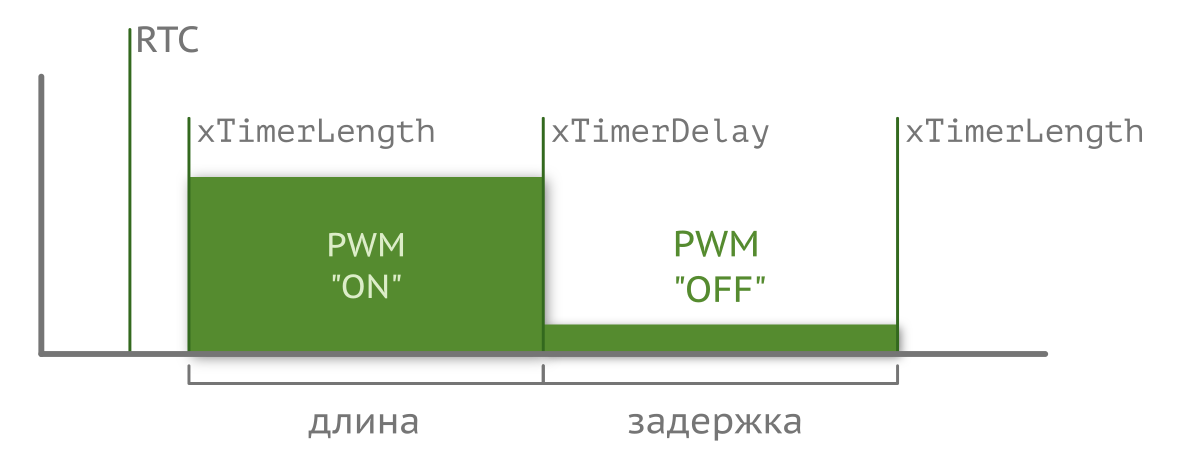 RTC
xTimerLength
xTimerDelay
xTimerLength
PWM
"ON"
PWM
"OFF"
длина
задержка